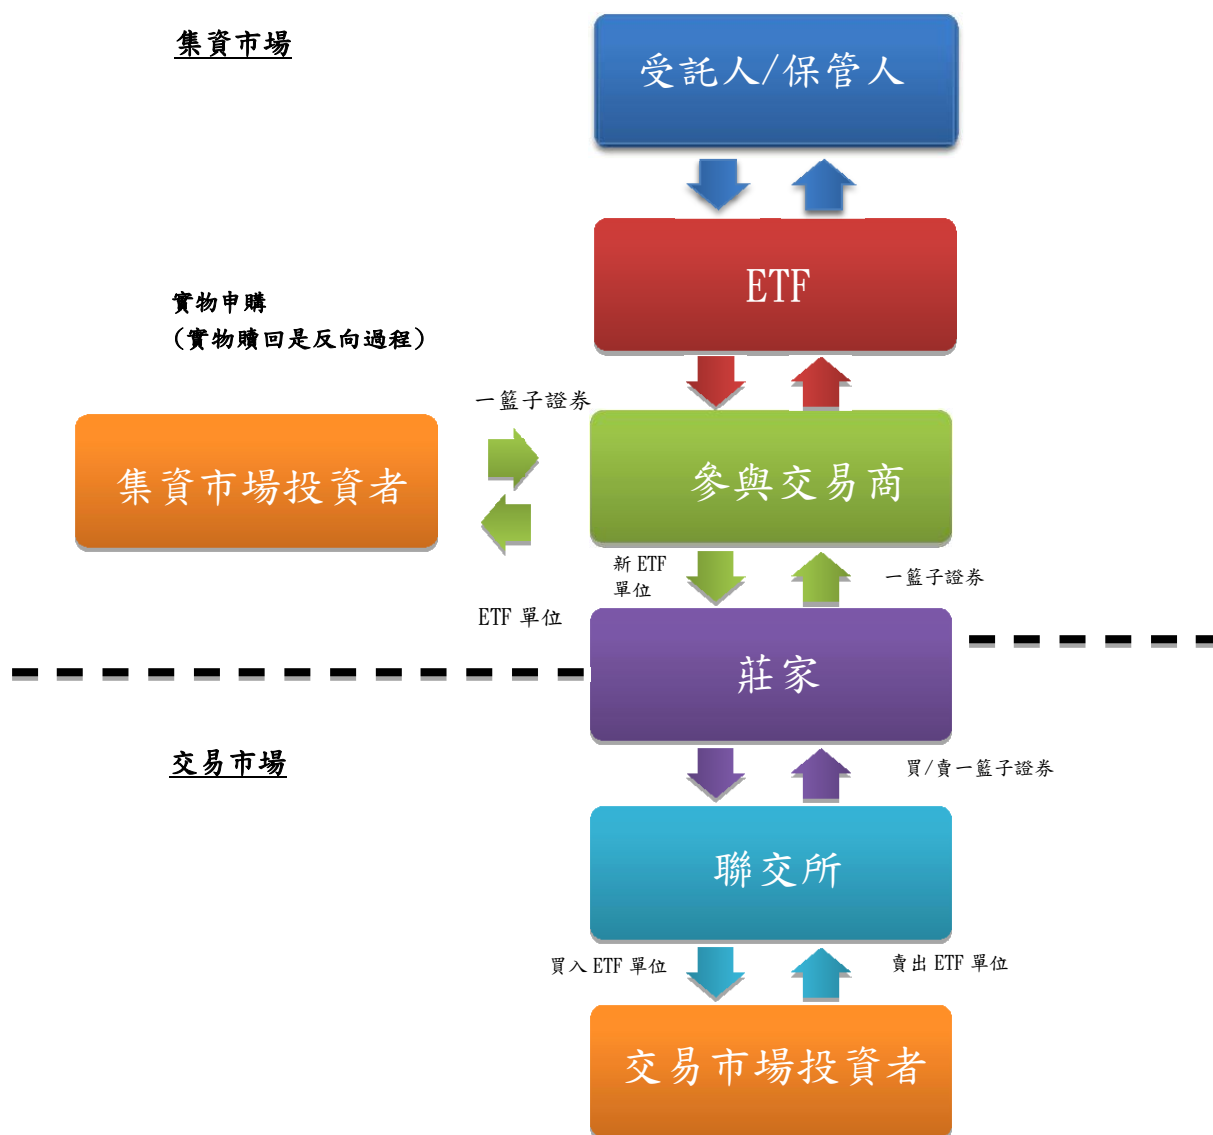 集資市場
受託人/保管人
ETF
實物申購
(實物贖回是反向過程)
一籃子證券
集資市場投資者
參與交易商
新 ETF
單位
一籃子證券
ETF 單位
莊家
交易市場
買/賣一籃子證券
聯交所
買入 ETF 單位
賣出 ETF 單位
交易市場投資者